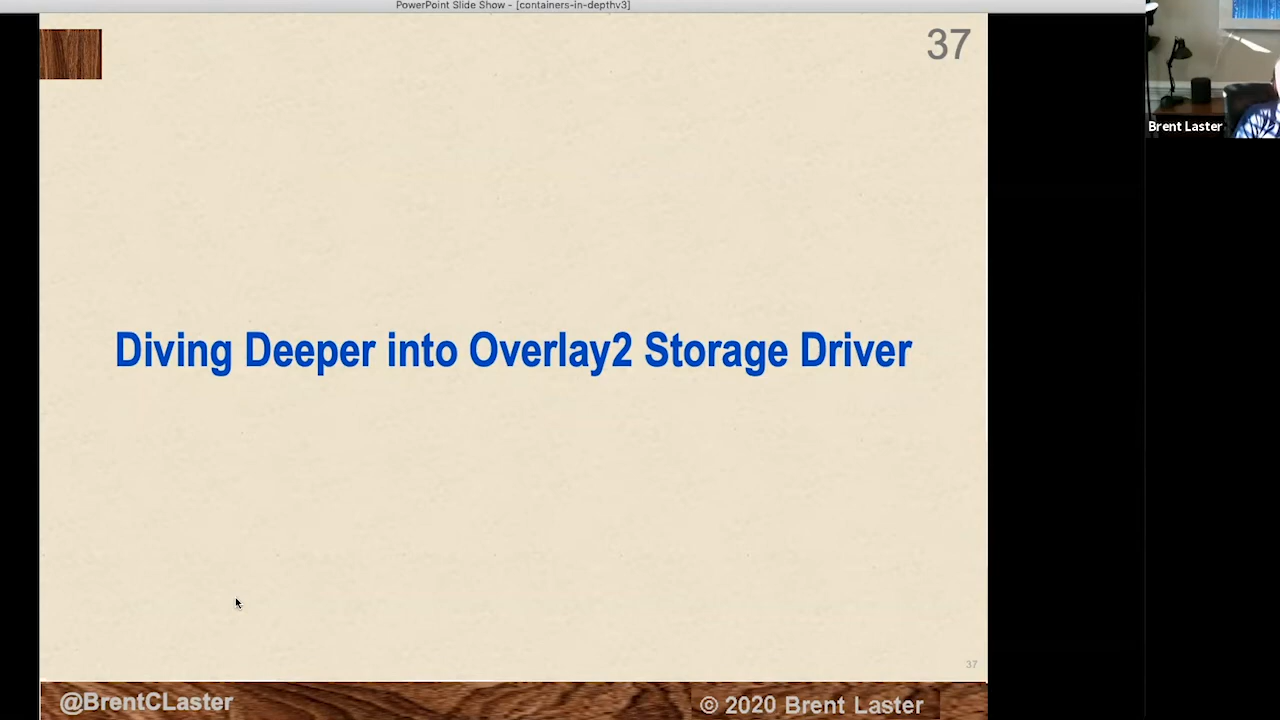 PowerPoint Slide Show - [containers-in-depthv3]
37
Brent Laster
Diving Deeper into Overlay2 Storage Driver
37
@BrentCLaster
© 2020 Brent Laster